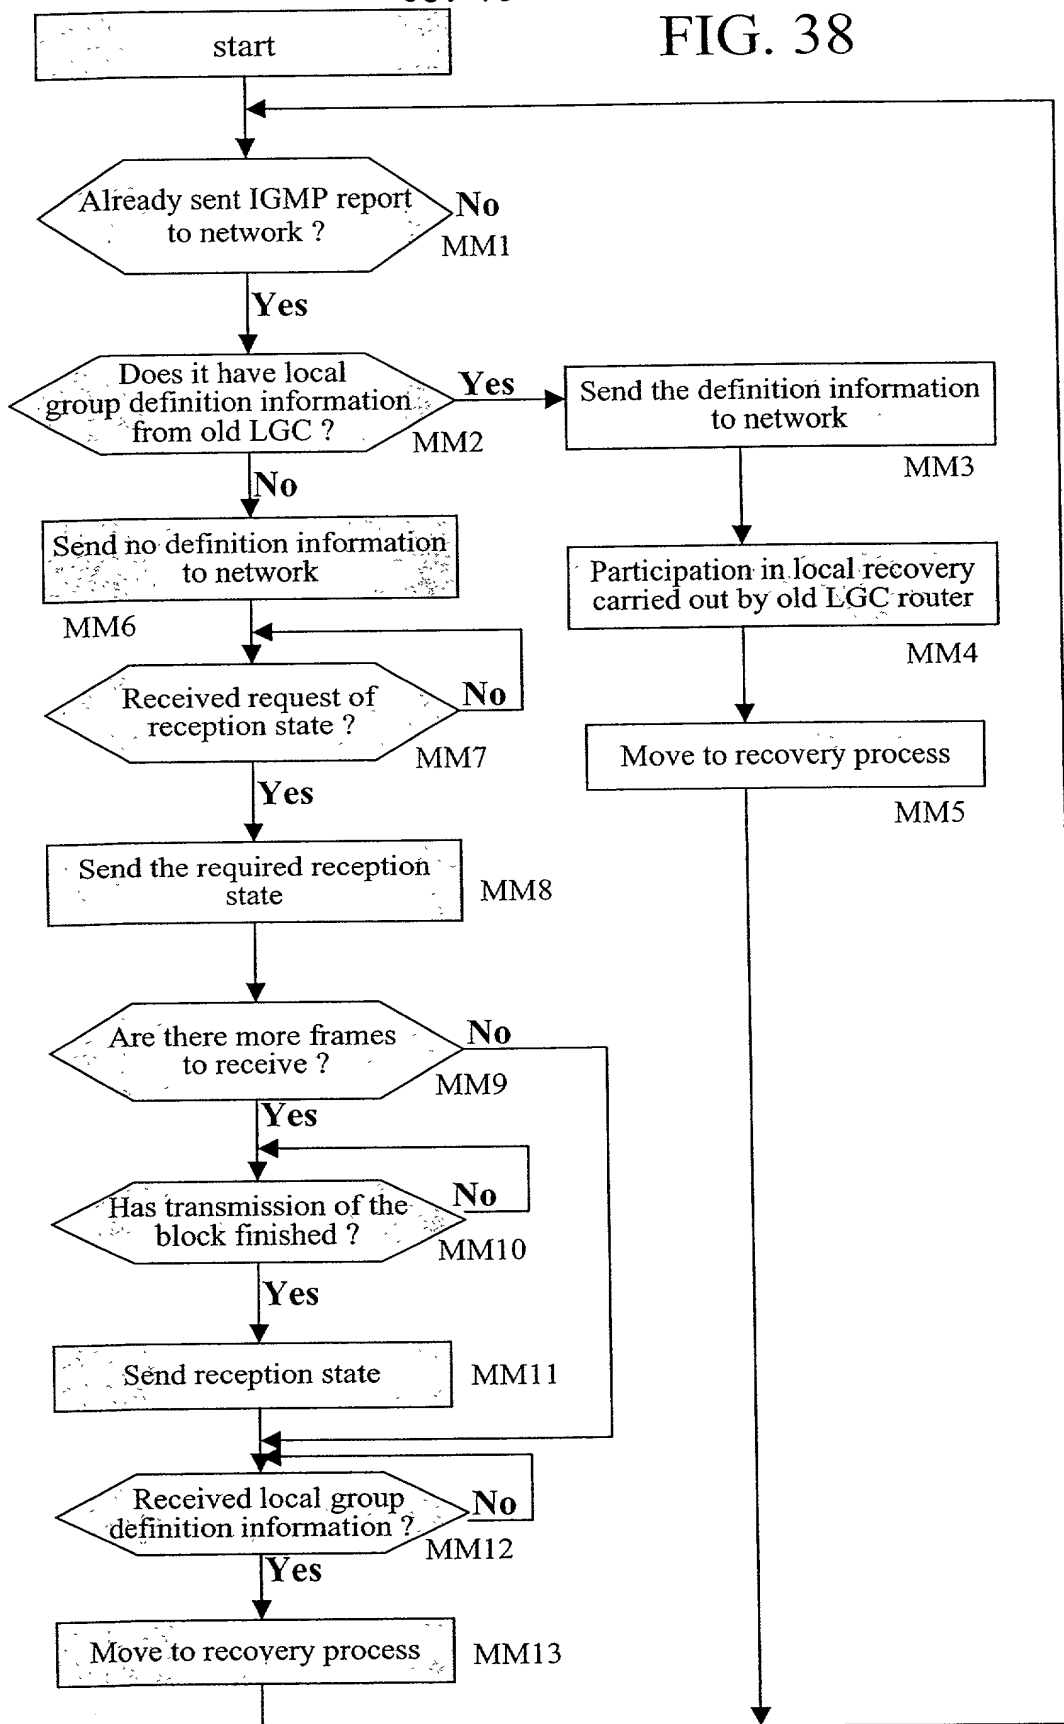 FIG. 38
start
Already sent IGMP report
to network ?
No
MM1
Yes
Does it have local
group definition information
from old LGC ?
Yes
MM2
Send the definition information
to network
MM3
No
Send no definition information
to network
MM6
Participation in local recovery
carried out by old LGC router
MM4
Received request of
reception state ?
No
MM7
Move to recovery process
MM5
Yes
Send the required reception
state
MM8
Are there more frames
to receive ?
No
MM9
Yes
Has transmission of the
block finished ?
No
MM10
Yes
Send reception state
MM11
Received local group
definition information ?
No
MM12
Yes
Move to recovery process
MM13